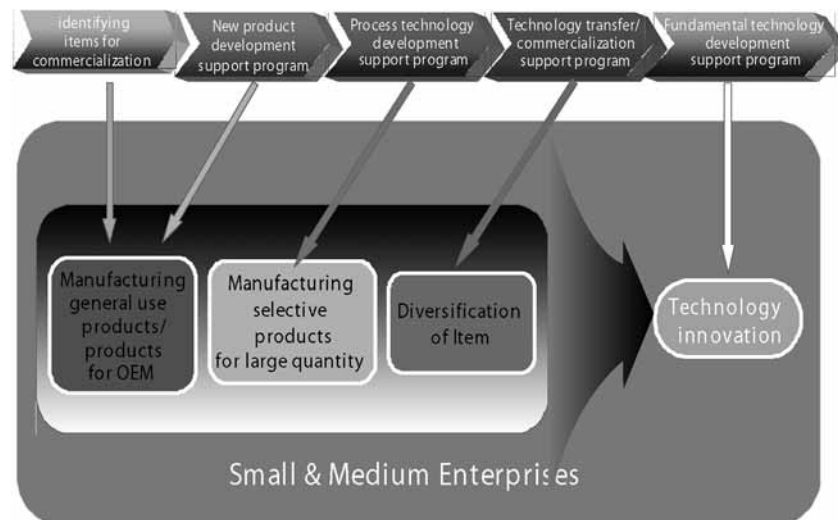 identifying
items for
commercialization
New product
development
support program
Process technology
development
support program
Technology transfer/
commercialization
support program
Fundamental technology
development
support program
Manufacturing
general use
products/
products
for OEM
Manufacturing
selective
products
for large quantity
Diversification
of Item
Technology
innovation
Small & Medium Enterprises